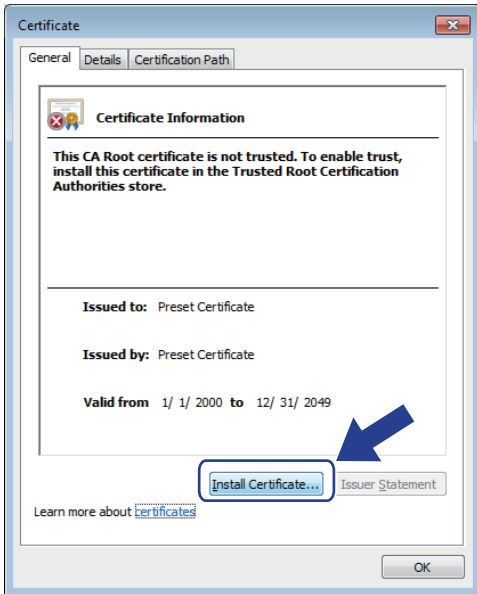 Certificate
General Details Certification Path
Certificate Information
This CA Root certificate is not trusted. To enable trust,
install this certificate in the Trusted Root Certification
Authorities store.
Issued to: Preset Certificate
Issued by: Preset Certificate
Valid from 1/ 1/ 2000 to 12/ 31/ 2049
Install Certificate... Issuer Statement
Learn more about certificates
OK